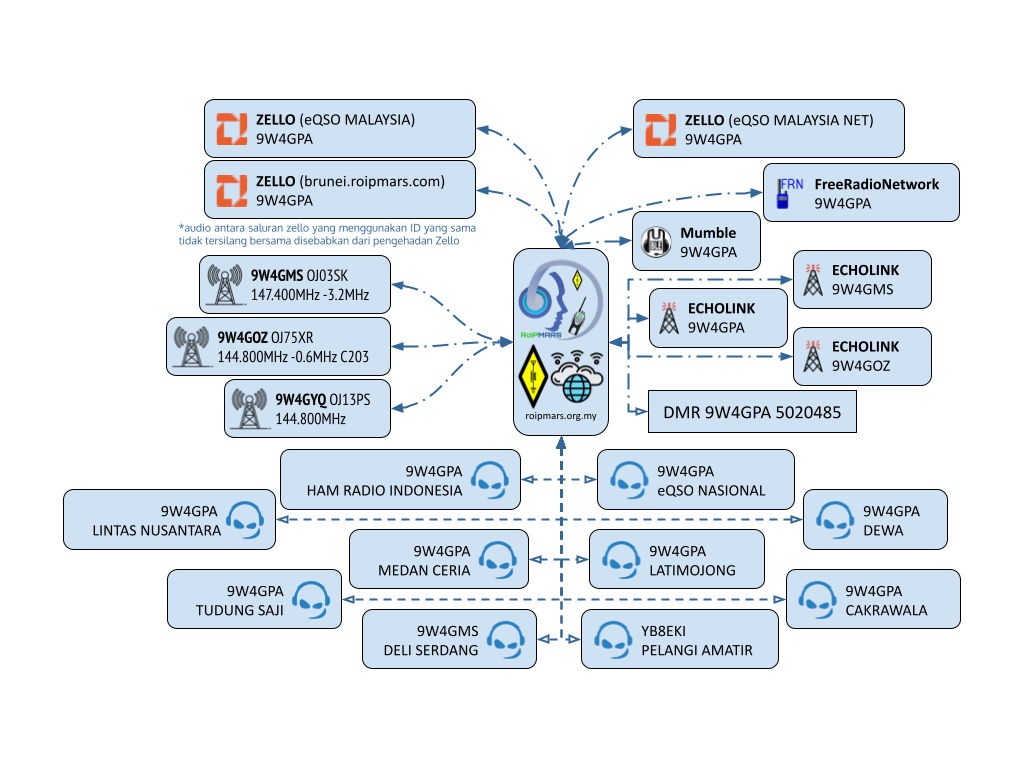 ZELLO (eQSO MALAYSIA)
9W4GPA
ZELLO (eQSO MALAYSIA NET)
9W4GPA
ZELLO (brunei.roipmars.com)
9W4GPA
FRN
FreeRadioNetwork
9W4GPA
*audio antara saluran zello yang menggunakan ID yang sama
tidak tersilang bersama disebabkan dari pengehadan Zello
Mumble
9W4GPA
9W4GMS OJ03SK
147.400MHz -3.2MHz
ECHOLINK
9W4GMS
ECHOLINK
9W4GPA
9W4GOZ OJ75XR
144.800MHz -0.6MHz C203
ECHOLINK
9W4GOZ
RoIPMARS
roipmars.org.my
9W4GYQ OJ13PS
144.800MHz
DMR 9W4GPA 5020485
9W4GPA
HAM RADIO INDONESIA
9W4GPA
eQSO NASIONAL
9W4GPA
LINTAS NUSANTARA
9W4GPA
DEWA
9W4GPA
MEDAN CERIA
9W4GPA
LATIMOJONG
9W4GPA
TUDUNG SAJI
9W4GPA
CAKRAWALA
9W4GMS
DELI SERDANG
YB8EKI
PELANGI AMATIR